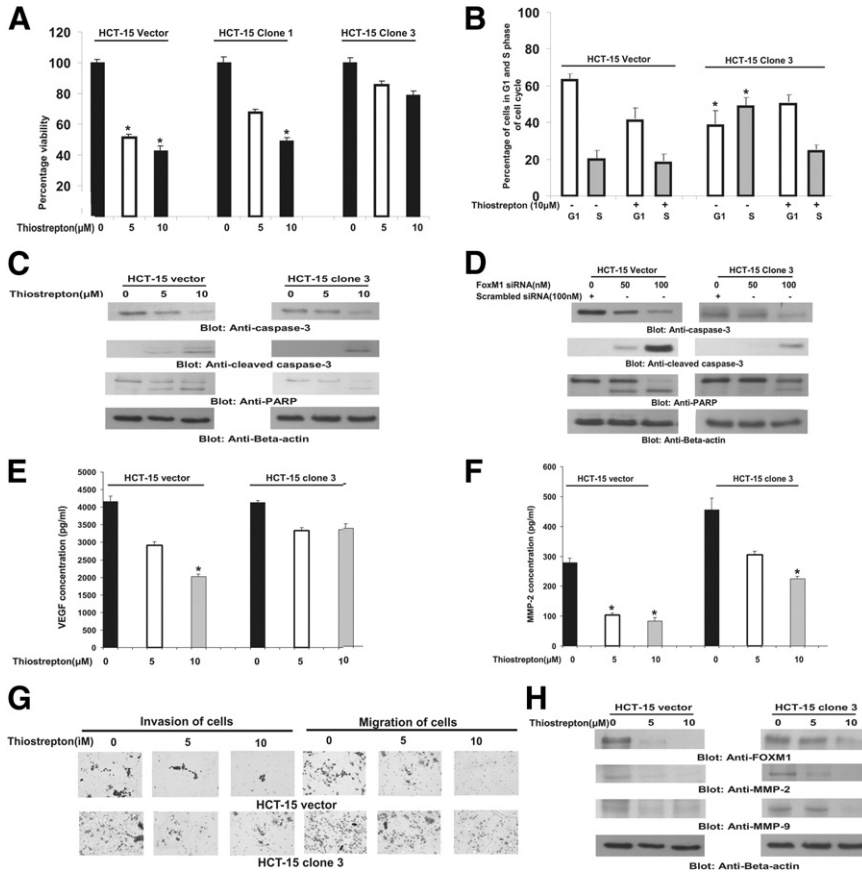 A
HCT-15 Vector HCT-15 Clone 1 HCT-15 Clone 3
Percentage viability
120
100
80
60
40
20
Thiostrepton(µM) 0 5 10 0 5 10 0 5 10
B
HCT-15 Vector HCT-15 Clone 3
Percentage of cells in G1 and S phase of cell cycle
100
80
60
40
20
0
* *
Thiostrepton (10µM) - - + + - - + +
G1 S G1 S G1 S G1 S
C
HCT-15 vector HCT-15 clone 3
Thiostrepton(µM) 0 5 10 0 5 10
Blot: Anti-caspase-3
Blot: Anti-cleaved caspase-3
Blot: Anti-PARP
Blot: Anti-Beta-actin
D
HCT-15 Vector HCT-15 Clone 3
FoxM1 siRNA(nM) 0 50 100 0 50 100
Scrambled siRNA(100nM) + - - + - -
Blot: Anti-caspase-3
Blot: Anti-cleaved caspase-3
Blot: Anti-PARP
Blot: Anti-Beta-actin
E
HCT-15 vector HCT-15 clone 3
VEGF concentration (pg/ml)
5000
4500
4000
3500
3000
2500
2000
1500
1000
500
0
*
Thiostrepton(µM) 0 5 10 0 5 10
F
HCT-15 vector HCT-15 clone 3
MMP-2 concentration (pg/ml)
600
500
400
300
200
100
0
* * *
Thiostrepton(µM) 0 5 10 0 5 10
G
Invasion of cells Migration of cells
Thiostrepton(iM) 0 5 10 0 5 10
HCT-15 vector
HCT-15 clone 3
H
HCT-15 vector HCT-15 clone 3
Thiostrepton(µM) 0 5 10 0 5 10
Blot: Anti-FOXM1
Blot: Anti-MMP-2
Blot: Anti-MMP-9
Blot: Anti-Beta-actin